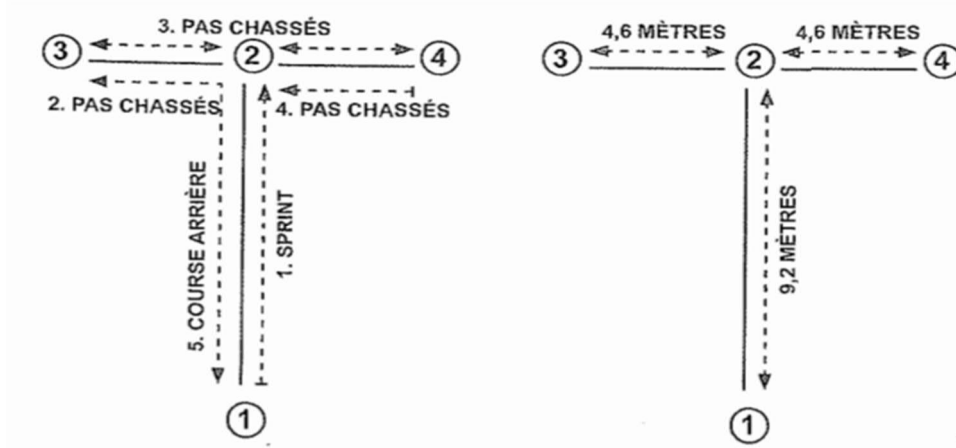 3. PAS CHASSÉS
3
2
4
2. PAS CHASSÉS
4. PAS CHASSÉS
5. COURSE ARRIÈRE
1. SPRINT
1
4,6 MÈTRES
4,6 MÈTRES
3
2
4
9,2 MÈTRES
1